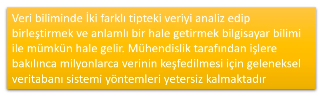 Veri biliminde İki farklı tipteki veriyi analiz edip
birleştirmek ve anlamlı bir hale getirmek bilgisayar bilimi
ile mümkün hale gelir. Mühendislik tarafından işlere
bakılınca milyonlarca verinin keşfedilmesi için geleneksel
veritabanı sistemi yöntemleri yetersiz kalmaktadır